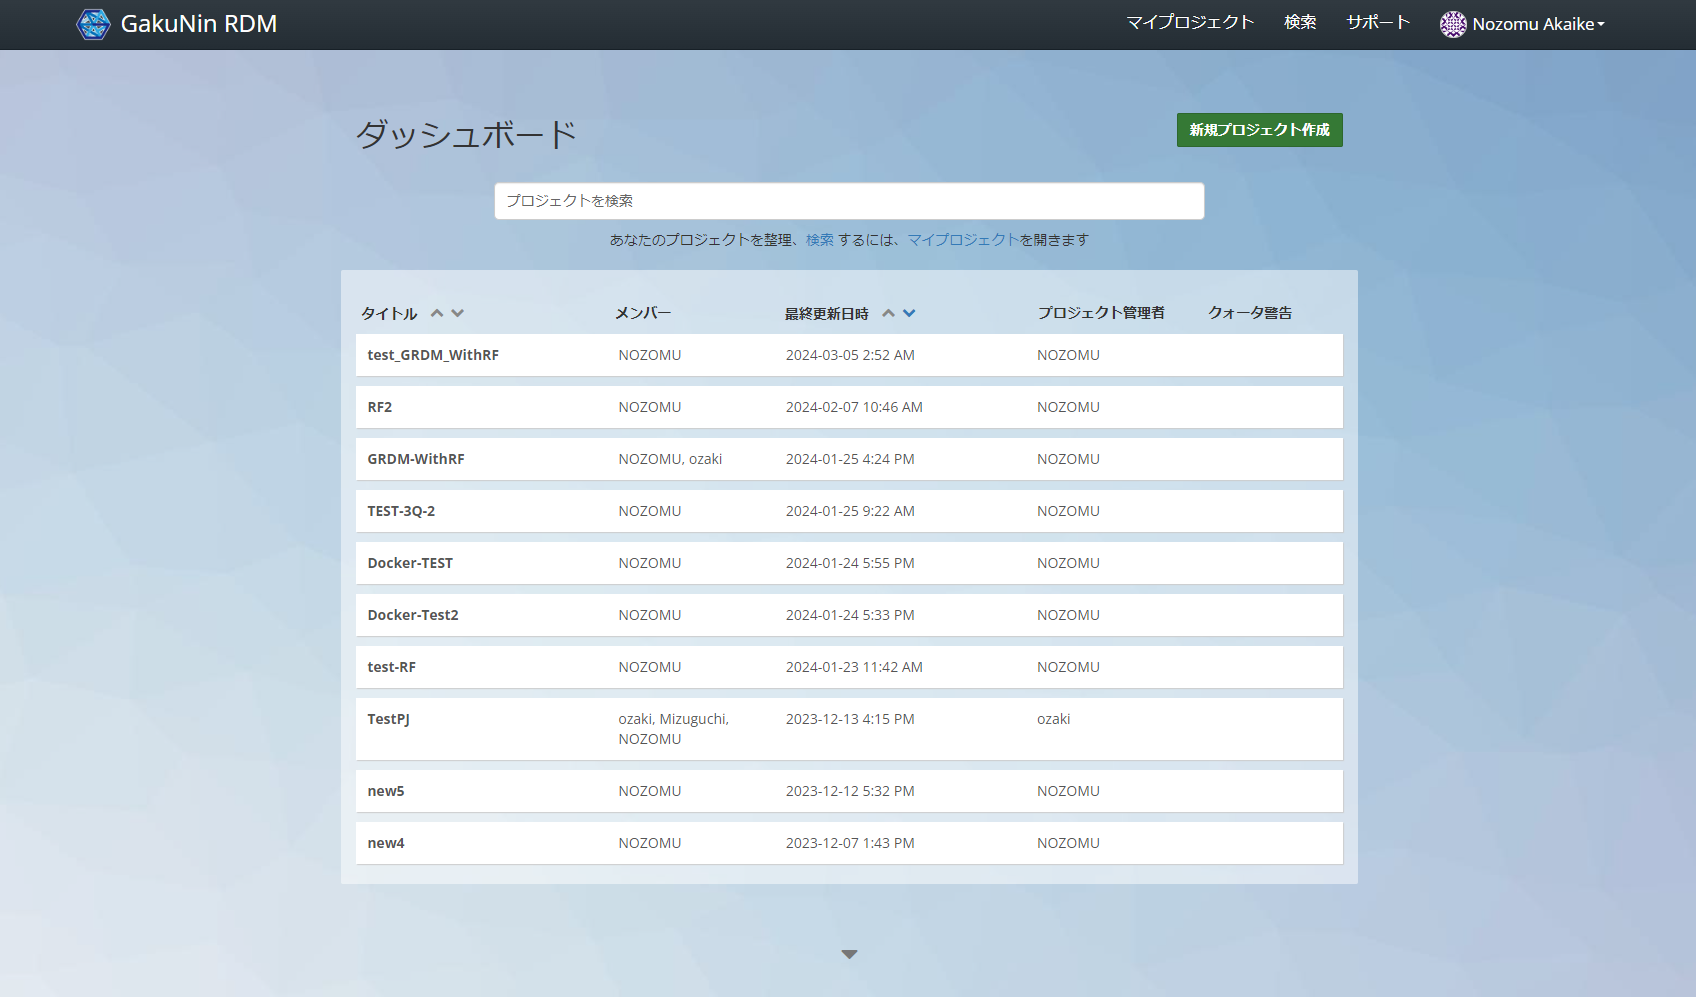 GakuNin RDM
マイプロジェクト 検索 サポート Nozomu Akaike
ダッシュボード
新規プロジェクト作成
プロジェクトを検索
あなたのプロジェクトを整理、検索 するには、マイプロジェクトを開きます
タイトル メンバー 最終更新日時 プロジェクト管理者 クォータ警告
test_GRDM_WithRF NOZOMU 2024-03-05 2:52 AM NOZOMU
RF2 NOZOMU 2024-02-07 10:46 AM NOZOMU
GRDM-WithRF NOZOMU, ozaki 2024-01-25 4:24 PM NOZOMU
TEST-3Q-2 NOZOMU 2024-01-25 9:22 AM NOZOMU
Docker-TEST NOZOMU 2024-01-24 5:55 PM NOZOMU
Docker-Test2 NOZOMU 2024-01-24 5:33 PM NOZOMU
test-RF NOZOMU 2024-01-23 11:42 AM NOZOMU
TestPJ ozaki, Mizuguchi, 2023-12-13 4:15 PM ozaki
NOZOMU
new5 NOZOMU 2023-12-12 5:32 PM NOZOMU
new4 NOZOMU 2023-12-07 1:43 PM NOZOMU